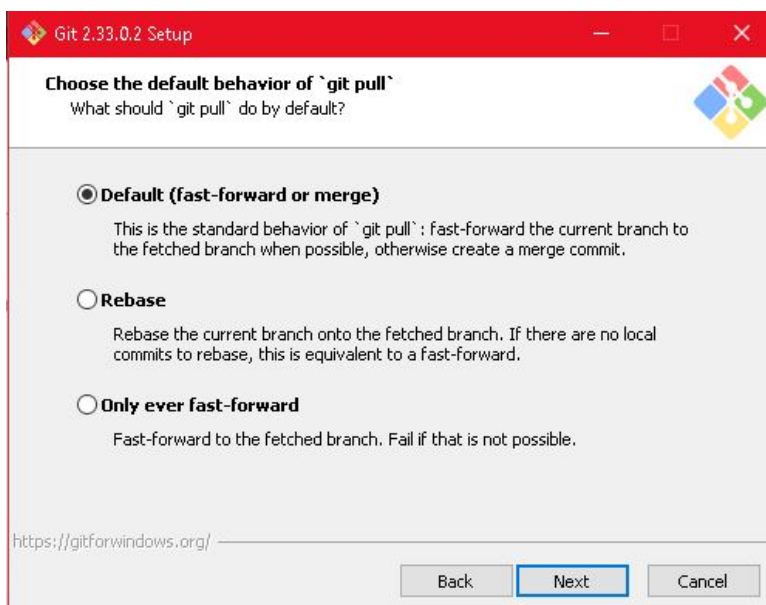 Git 2.33.0.2 Setup
Choose the default behavior of `git pull`
What should `git pull` do by default?
Default (fast-forward or merge)
This is the standard behavior of `git pull`: fast-forward the current branch to
the fetched branch when possible, otherwise create a merge commit.
Rebase
Rebase the current branch onto the fetched branch. If there are no local
commits to rebase, this is equivalent to a fast-forward.
Only ever fast-forward
Fast-forward to the fetched branch. Fail if that is not possible.
https://gitforwindows.org/
Back Next Cancel